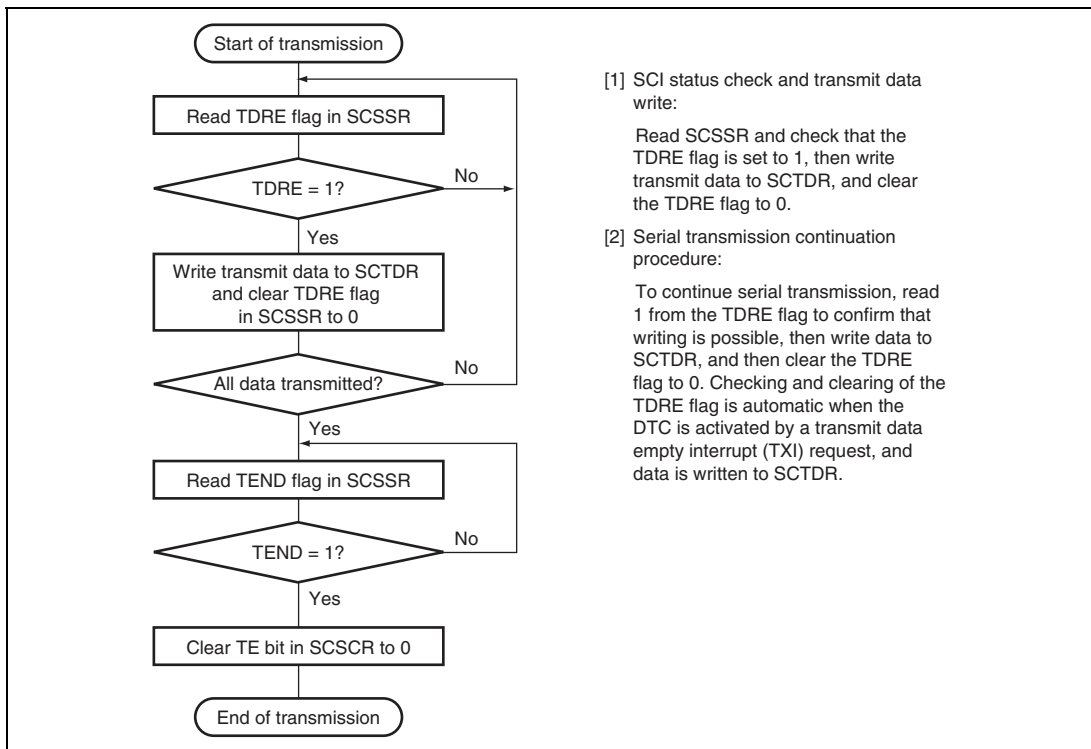 Start of transmission
Read TDRE flag in SCSSR
TDRE = 1?
No
Yes
Write transmit data to SCTDR
and clear TDRE flag
in SCSSR to 0
All data transmitted?
No
Yes
Read TEND flag in SCSSR
TEND = 1?
No
Yes
Clear TE bit in SCSCR to 0
End of transmission
[1] SCI status check and transmit data
write:
Read SCSSR and check that the
TDRE flag is set to 1, then write
transmit data to SCTDR, and clear
the TDRE flag to 0.
[2] Serial transmission continuation
procedure:
To continue serial transmission, read
1 from the TDRE flag to confirm that
writing is possible, then write data to
SCTDR, and then clear the TDRE
flag to 0. Checking and clearing of the
TDRE flag is automatic when the
DTC is activated by a transmit data
empty interrupt (TXI) request, and
data is written to SCTDR.